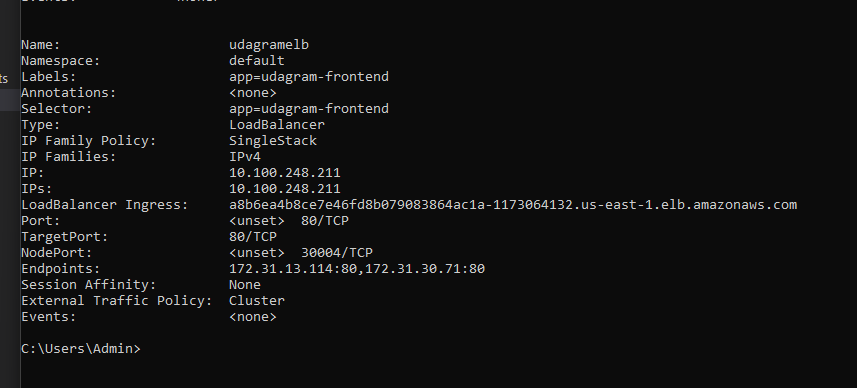 Name:                     udagramelb
Namespace:                default
Labels:                   app=udagram-frontend
Annotations:              <none>
Selector:                 app=udagram-frontend
Type:                     LoadBalancer
IP Family Policy:         SingleStack
IP Families:              IPv4
IP:                       10.100.248.211
IPs:                      10.100.248.211
LoadBalancer Ingress:     a8b6ea4b8ce7e46fd8b079083864ac1a-1173064132.us-east-1.elb.amazonaws.com
Port:                     <unset>  80/TCP
TargetPort:               80/TCP
NodePort:                 <unset>  30004/TCP
Endpoints:                172.31.13.114:80,172.31.30.71:80
Session Affinity:         None
External Traffic Policy:  Cluster
Events:                   <none>
C:\Users\Admin>